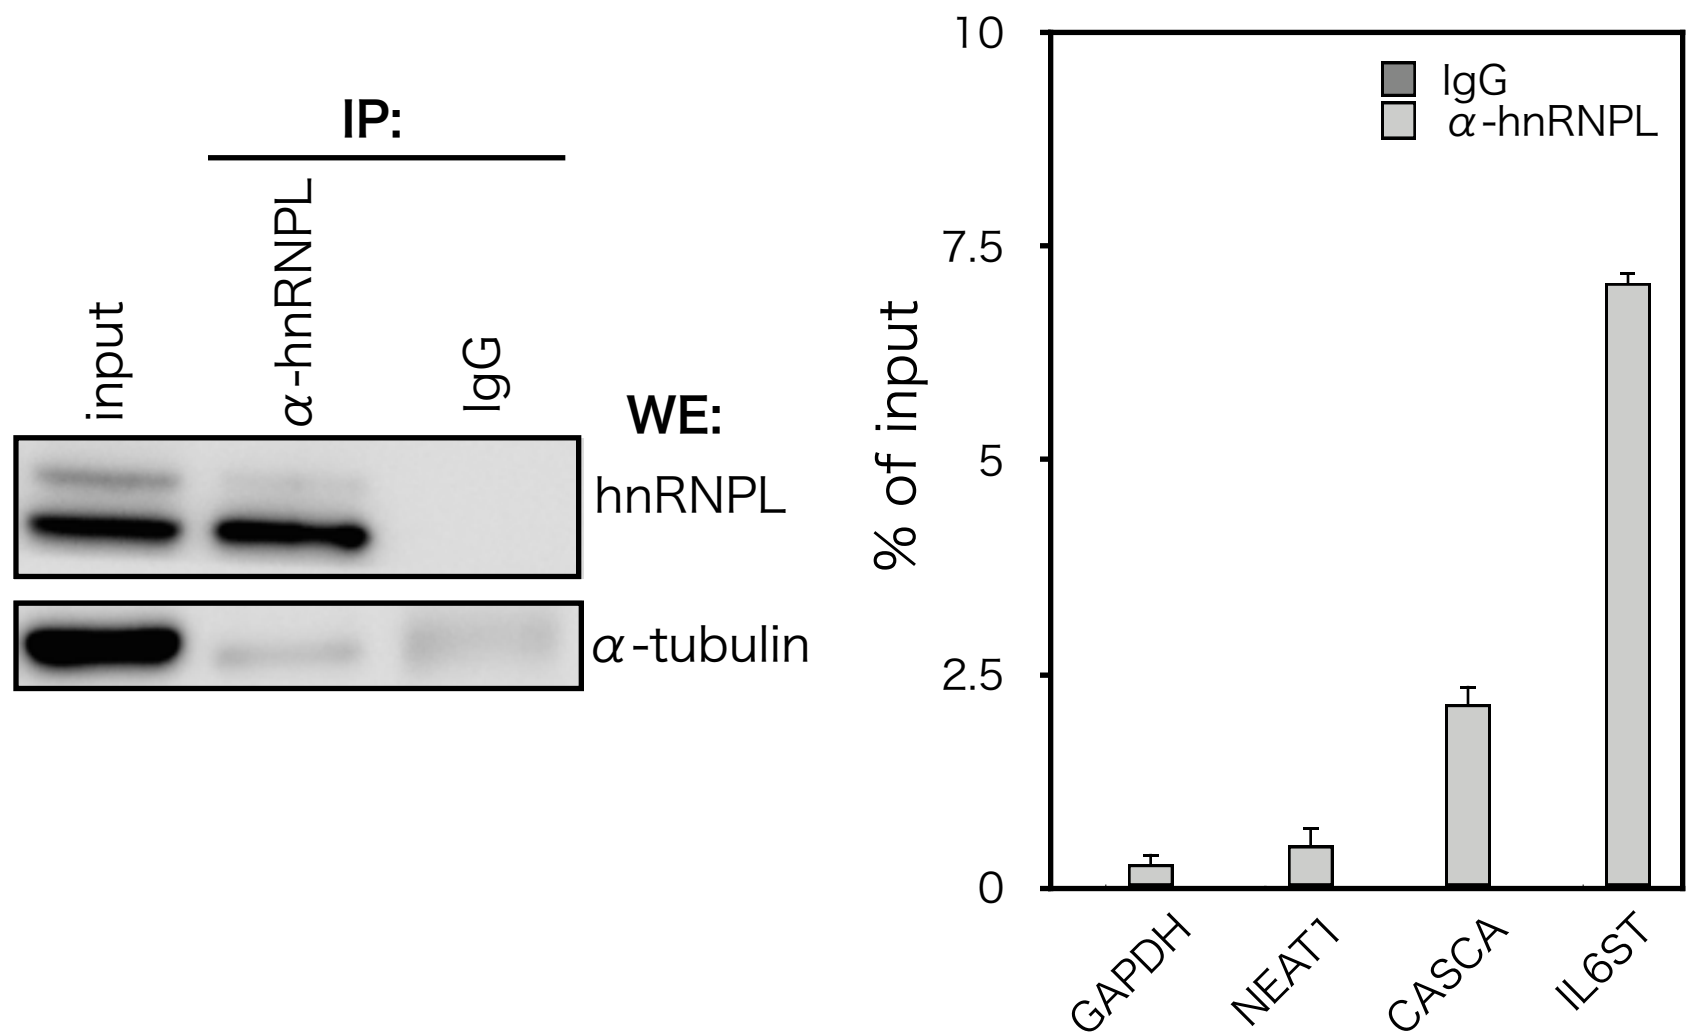 IP:
input
α-hnRNPL
IgG
WE:
hnRNPL
α-tubulin
% of input
10
7.5
5
2.5
0
IgG
α-hnRNPL
GAPDH
NEAT1
CASCA
IL6ST